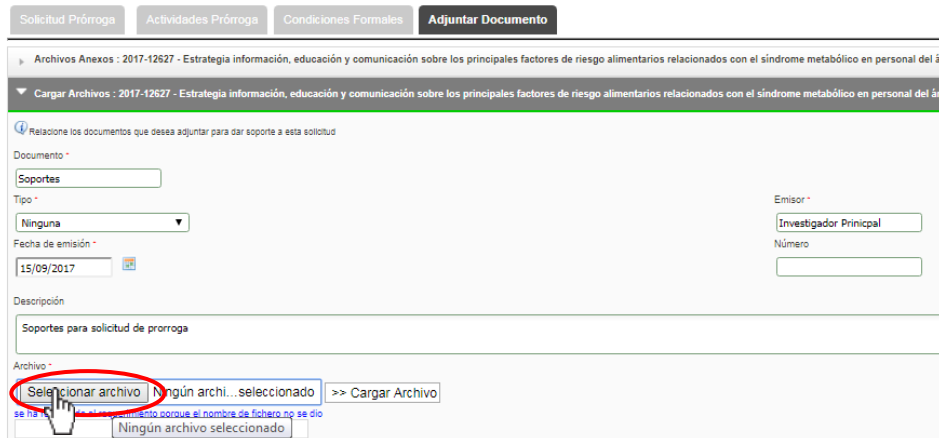 Solicitud Prórroga Actividades Prórroga Condiciones Formales Adjuntar Documento
Archivos Anexos : 2017-12627 - Estrategia información, educación y comunicación sobre los principales factores de riesgo alimentarios relacionados con el síndrome metabólico en personal del á
Cargar Archivos : 2017-12627 - Estrategia información, educación y comunicación sobre los principales factores de riesgo alimentarios relacionados con el síndrome metabólico en personal del ár
Relacione los documentos que desea adjuntar para dar soporte a esta solicitud
Documento *
Soportes
Tipo * Emisor *
Ninguna Investigador Prinicpal
Fecha de emisión * Número
15/09/2017
Descripción
Soportes para solicitud de prorroga
Archivo *
Seleccionar archivo Ningún archi...seleccionado >> Cargar Archivo
se ha porque el nombre de fichero no se dio
Ningún archivo seleccionado